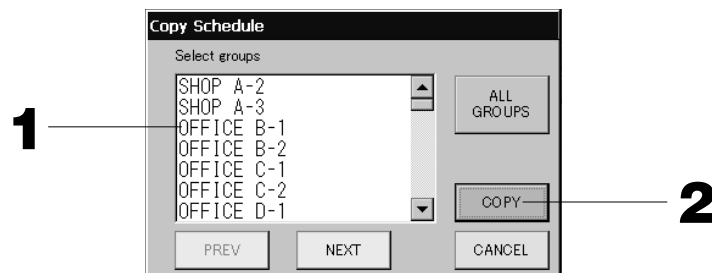 Copy Schedule
Select groups
SHOP A-2
SHOP A-3
OFFICE B-1
OFFICE B-2
OFFICE C-1
OFFICE C-2
OFFICE D-1
ALL
GROUPS
COPY
PREV
NEXT
CANCEL
1
2